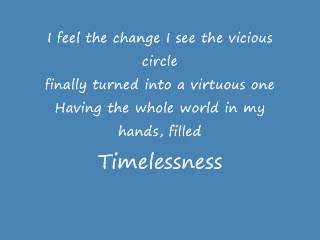 I feel the change I see the vicious
circle
finally turned into a virtuous one
Having the whole world in my
hands, filled
Timelessness